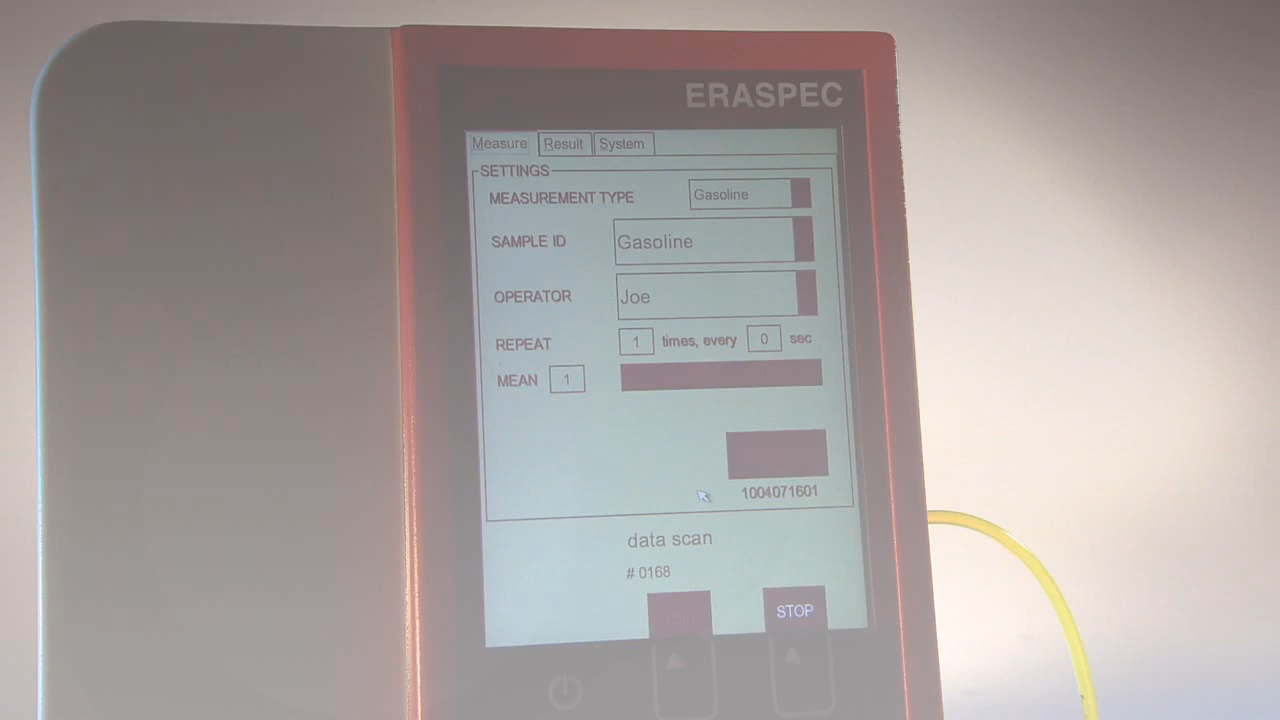 ERASPEC
Measure Result System
SETTINGS
MEASUREMENT TYPE Gasoline
SAMPLE ID Gasoline
OPERATOR Joe
REPEAT 1 times, every 0 sec
MEAN 1
1004071601
data scan
# 0168
STOP